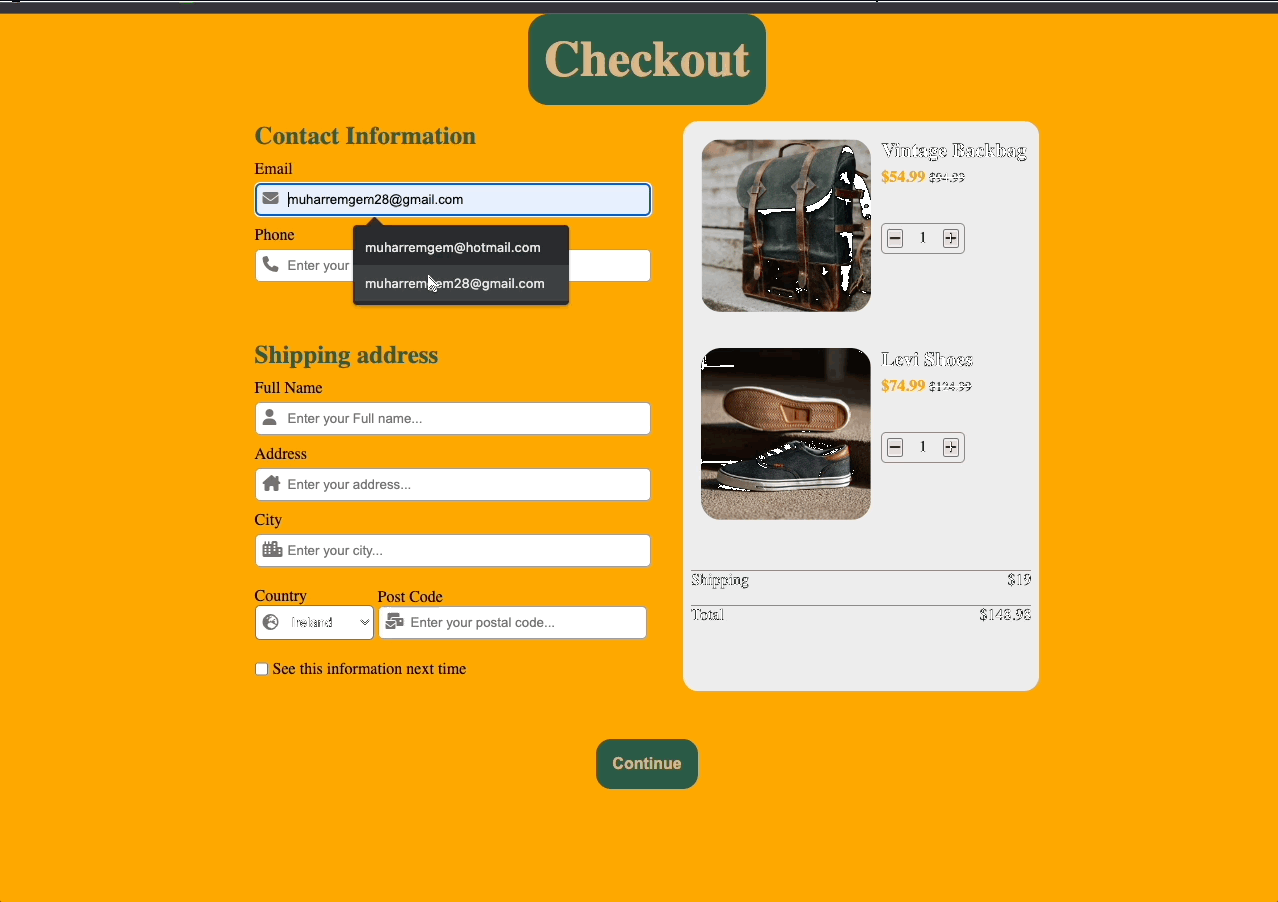 Checkout
Contact Information
Email
muharremgem28@gmail.com
muharremgem@hotmail.com
muharremgem28@gmail.com
Phone
Enter your
Shipping address
Full Name
Enter your Full name...
Address
Enter your address...
City
Enter your city...
Country
Post Code
Ireland
Enter your postal code...
See this information next time
Vintage Backbag
$54.99 $94.99
1
Levi Shoes
$74.99 $124.99
1
Shipping $19
Total $148.98
Continue